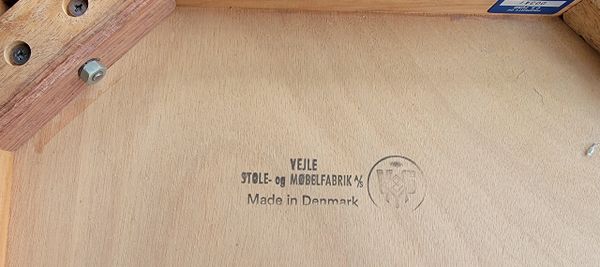 VEJLE
STOLE- og MØBELFABRIK A/S
Made in Denmark